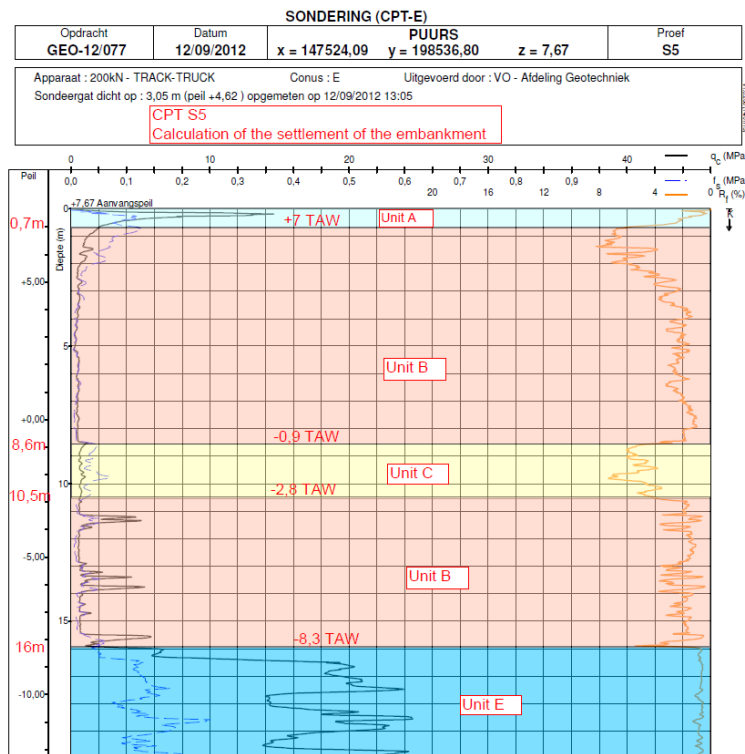 SONDERING (CPT-E)
Opdracht Datum PUURS Proef
GEO-12/077 12/09/2012 x = 147524,09 y = 198536,80 z = 7,67 S5
Apparaat : 200kN - TRACK-TRUCK Conus : E Uitgevoerd door : VO - Afdeling Geotechniek
Sondeergat dicht op : 3,05 m (peil +4,62 ) opgemeten op 12/09/2012 13:05
CPT S5
Calculation of the settlement of the embankment
0 10 20 30 40 qc (MPa
Peil 0,0 0,1 0,2 0,3 0,4 0,5 0,6 0,7 0,8 0,9 fs (MPa
20 16 12 8 4 0 Rf (%)
0 +7,67 Aanvangspeil
0,7m +7 TAW Unit A
Diepte (m)
+5,00
5
Unit B
+0,00
-0,9 TAW
8,6m
Unit C
10
-2,8 TAW
10,5m
-5,00
Unit B
15
-8,3 TAW
16m
-10,00
Unit E